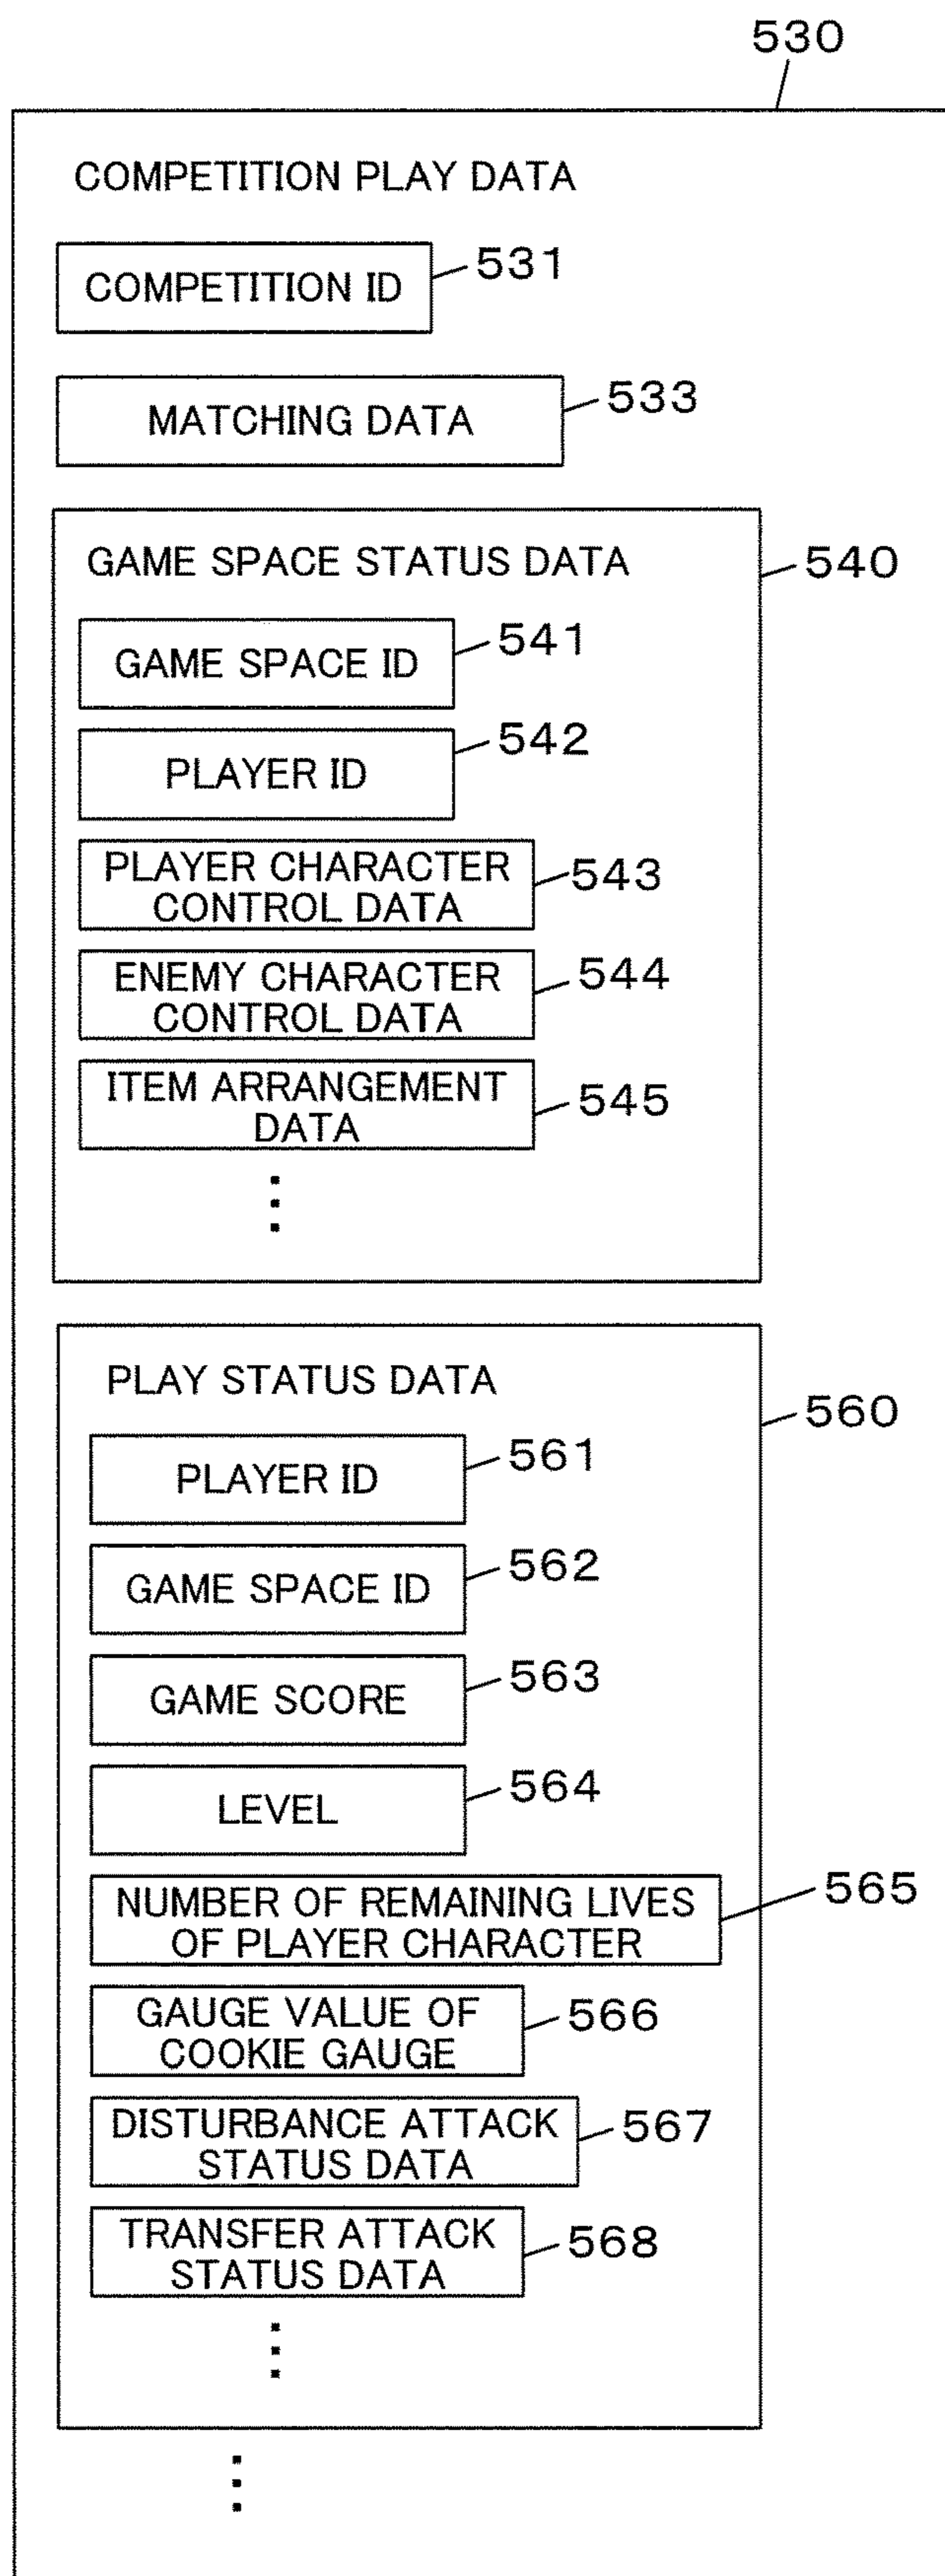 530
COMPETITION PLAY DATA
COMPETITION ID
531
MATCHING DATA
533
GAME SPACE STATUS DATA
540
GAME SPACE ID
541
PLAYER ID
542
PLAYER CHARACTER
CONTROL DATA
543
ENEMY CHARACTER
CONTROL DATA
544
ITEM ARRANGEMENT
DATA
545
PLAY STATUS DATA
560
PLAYER ID
561
GAME SPACE ID
562
GAME SCORE
563
LEVEL
564
NUMBER OF REMAINING LIVES
OF PLAYER CHARACTER
565
GAUGE VALUE OF
COOKIE GAUGE
566
DISTURBANCE ATTACK
STATUS DATA
567
TRANSFER ATTACK
STATUS DATA
568